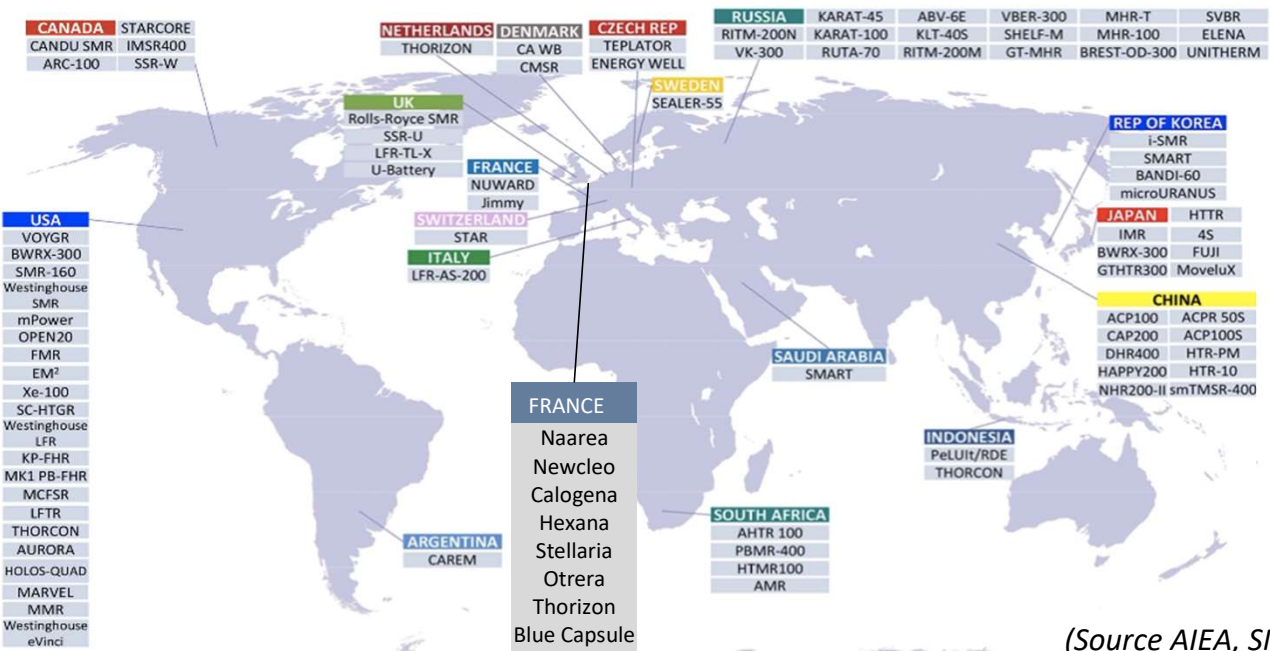 CANADA STARCORE
CANDU SMR IMSR400
ARC-100 SSR-W
NETHERLANDS
THORIZON
DENMARK
CA WB
CMSR
CZECH REP
TEPLATOR
ENERGY WELL
RUSSIA KARAT-45 ABV-6E VBER-300 MHR-T SVBR
RITM-200N KARAT-100 KLT-40S SHELF-M MHR-100 ELENA
VK-300 RUTA-70 RITM-200M GT-MHR BREST-OD-300 UNITHERM
SWEDEN
SEALER-55
UK
Rolls-Royce SMR
SSR-U
LFR-TL-X
U-Battery
FRANCE
NUWARD
Jimmy
SWITZERLAND
STAR
ITALY
LFR-AS-200
REP OF KOREA
i-SMR
SMART
BANDI-60
microURANUS
JAPAN HTTR
IMR 4S
BWRX-300 FUJI
GTHTR300 MoveluX
CHINA
ACP100 ACPR 50S
CAP200 ACP100S
DHR400 HTR-PM
HAPPY200 HTR-10
NHR200-II smTMSR-400
USA
VOYGR
BWRX-300
SMR-160
Westinghouse
SMR
mPower
OPEN20
FMR
EM²
Xe-100
SC-HTGR
Westinghouse
LFR
KP-FHR
MK1 PB-FHR
MCFSR
LFTR
THORCON
AURORA
HOLOS-QUAD
MARVEL
MMR
Westinghouse
eVinci
SAUDI ARABIA
SMART
FRANCE
Naarea
Newcleo
Calogena
Hexana
Stellaria
Otrera
Thorizon
Blue Capsule
INDONESIA
PeLUIt/RDE
THORCON
ARGENTINA
CAREM
SOUTH AFRICA
AHTR 100
PBMR-400
HTMR100
AMR
(Source AIEA, SI